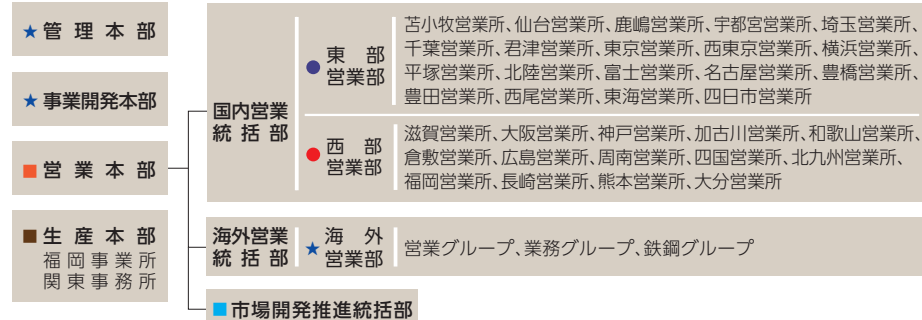 ★管理本部
★事業開発本部
■営業本部
■生産本部
福岡事業所
関東事務所
国内営業
統括部
●東部
営業部
苫小牧営業所、仙台営業所、鹿嶋営業所、宇都宮営業所、埼玉営業所、
千葉営業所、君津営業所、東京営業所、西東京営業所、横浜営業所、
平塚営業所、北陸営業所、富士営業所、名古屋営業所、豊橋営業所、
豊田営業所、西尾営業所、東海営業所、四日市営業所
●西部
営業部
滋賀営業所、大阪営業所、神戸営業所、加古川営業所、和歌山営業所、
倉敷営業所、広島営業所、周南営業所、四国営業所、北九州営業所、
福岡営業所、長崎営業所、熊本営業所、大分営業所
海外営業
統括部
★海外
営業部
営業グループ、業務グループ、鉄鋼グループ
■市場開発推進統括部